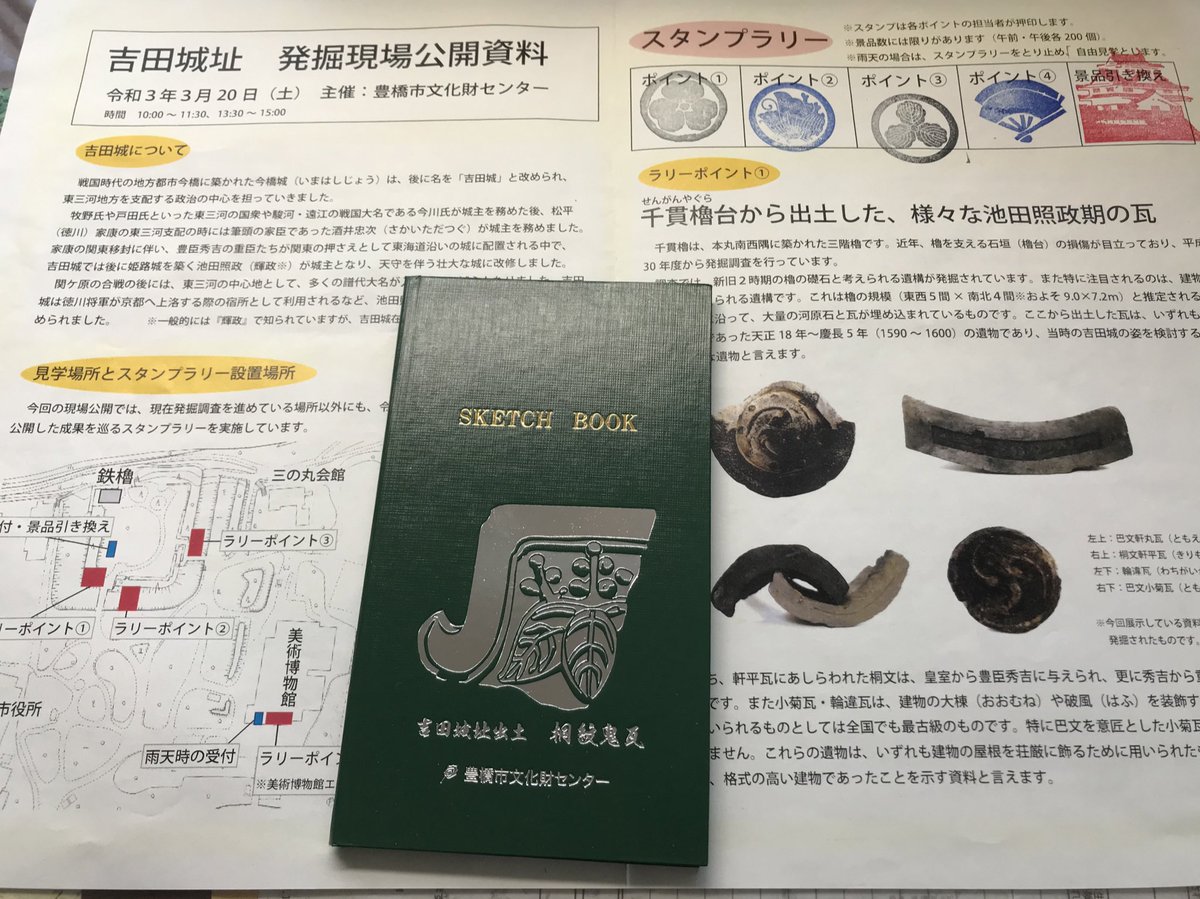 吉田城址　発掘現場公開資料
令和3年3月20日（土）　主催：豊橋市文化財センター
時間　10:00～11:30、13:30～15:00
吉田城について
戦国時代の地方都市今橋に築かれた今橋城（いまはしじょう）は、後に名を「吉田城」と改められ、
東三河地方を支配する政治の中心を担っていきました。
牧野氏や戸田氏といった東三河の国衆や駿河・遠江の戦国大名である今川氏が城主を務めた後、松平
（徳川）家康の東三河支配の時には筆頭の家臣であった酒井忠次（さかいただつぐ）が城主を務めました。
家康の関東移封に伴い、豊臣秀吉の重臣たちが関東の押さえとして東海道沿いの城に配置される中で、
吉田城では後に姫路城を築く池田照政（輝政※）が城主となり、天守を伴う壮大な城に改修しました。
関ケ原の合戦の後には、東三河の中心地として、多くの譜代大名が
城は徳川将軍が京都へ上洛する際の宿所として利用されるなど、池田
められました。　※一般的には『輝政』で知られていますが、吉田城在
見学場所とスタンプラリー設置場所
今回の現場公開では、現在発掘調査を進めている場所以外にも、令
公開した成果を巡るスタンプラリーを実施しています。
鉄櫓
三の丸会館
付・景品引き換え
ラリーポイント③
リーポイント①
ラリーポイント②
美術博物館
市役所
雨天時の受付
ラリーポイン
※美術博物館エ
SKETCH BOOK
吉田城址出土　桐紋鬼瓦
豊橋市文化財センター
スタンプラリー
※スタンプは各ポイントの担当者が押印します。
※景品数には限りがあります（午前・午後各200個）。
※雨天の場合は、スタンプラリーをとり止め、自由見学とします。
ポイント①
ポイント②
ポイント③
ポイント④
景品引き換え
ラリーポイント①
せんがんやぐら
千貫櫓台から出土した、様々な池田照政期の瓦
千貫櫓は、本丸南西隅に築かれた三階櫓です。近年、櫓を支える石垣（櫓台）の損傷が目立っており、平成
30年度から発掘調査を行っています。
新旧2時期の櫓の礎石と考えられる遺構が発掘されています。また特に注目されるのは、建物
られる遺構です。これは櫓の規模（東西5間×南北4間※およそ9.0×7.2m）と推定される
沿って、大量の河原石と瓦が埋め込まれているものです。ここから出土した瓦は、いずれも
であった天正18年～慶長5年（1590～1600）の遺物であり、当時の吉田城の姿を検討する
な遺物と言えます。
左上：巴文軒丸瓦（ともえ
右上：桐文軒平瓦（きりも
左下：輪違瓦（わちがいか
右下：巴文小菊瓦（とも
※今回展示している資料
発掘されたものです。
ち、軒平瓦にあしらわれた桐文は、皇室から豊臣秀吉に与えられ、更に秀吉から重
です。また小菊瓦・輪違瓦は、建物の大棟（おおむね）や破風（はふ）を装飾す
いられるものとしては全国でも最古級のものです。特に巴文を意匠とした小菊瓦
ません。これらの遺物は、いずれも建物の屋根を荘厳に飾るために用いられた
、格式の高い建物であったことを示す資料と言えます。